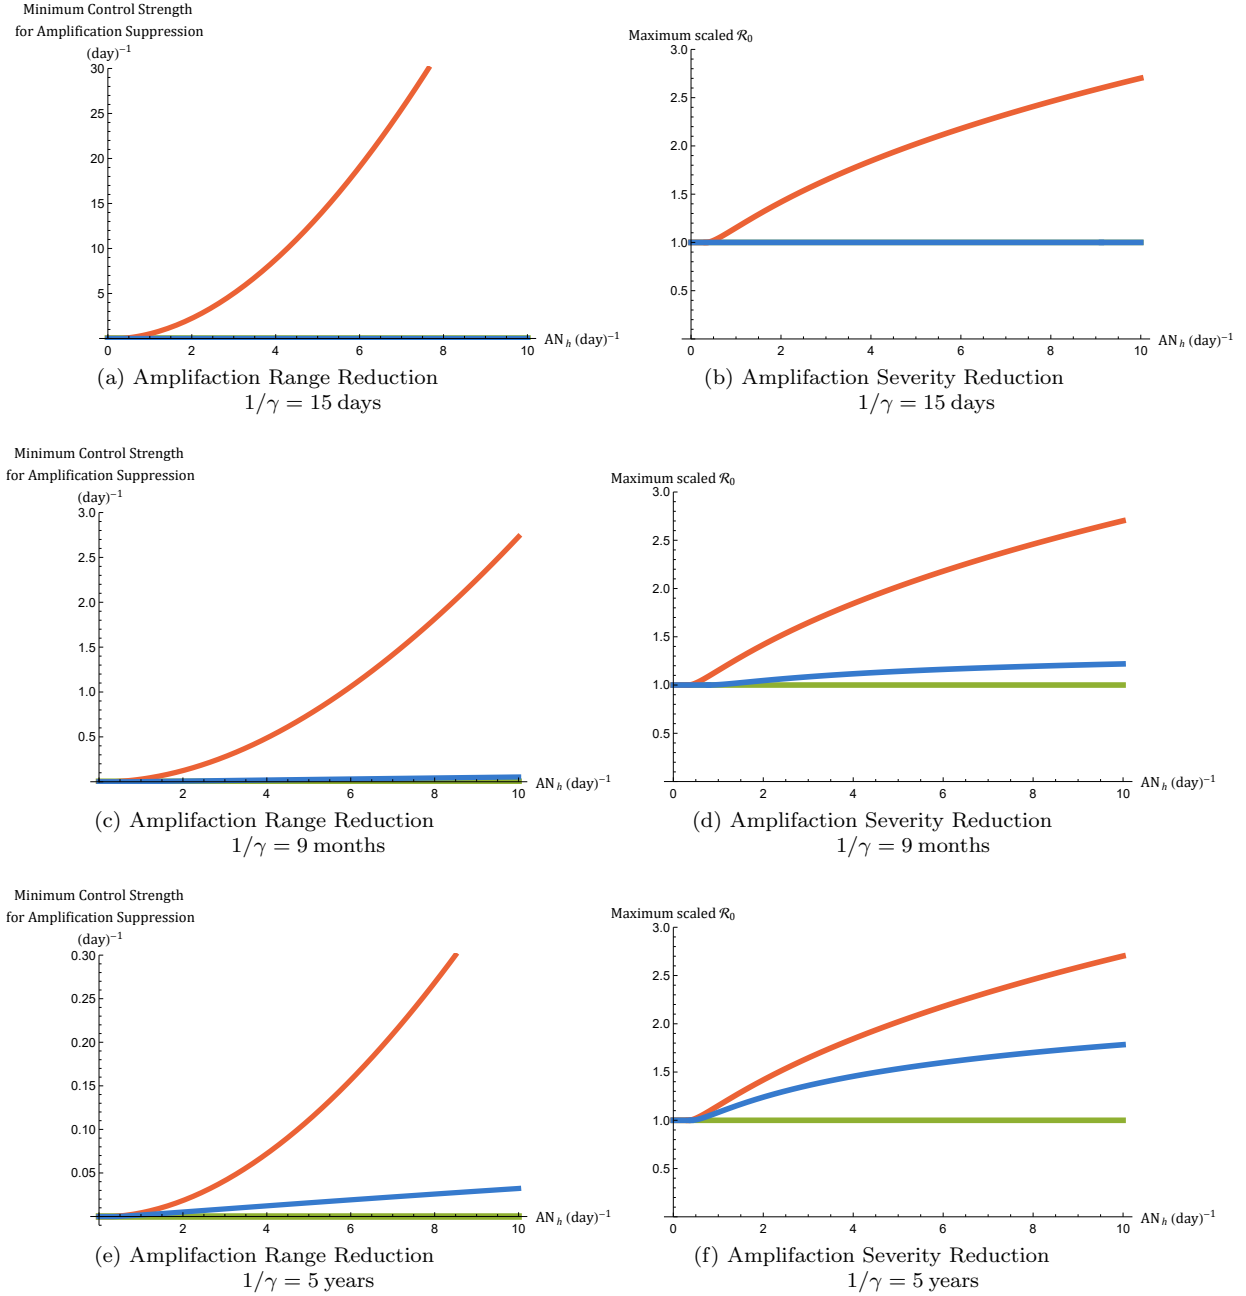 Minimum Control Strength
for Amplification Suppression
(day)⁻¹
30
25
20
15
10
5
0 2 4 6 8 10
AN_h (day)⁻¹
(a) Amplifaction Range Reduction
1/γ = 15 days
Maximum scaled ℛ₀
3.0
2.5
2.0
1.5
1.0
0.5
0 2 4 6 8 10
AN_h (day)⁻¹
(b) Amplifaction Severity Reduction
1/γ = 15 days
Minimum Control Strength
for Amplification Suppression
(day)⁻¹
3.0
2.5
2.0
1.5
1.0
0.5
2 4 6 8 10
AN_h (day)⁻¹
(c) Amplifaction Range Reduction
1/γ = 9 months
Maximum scaled ℛ₀
3.0
2.5
2.0
1.5
1.0
0.5
0 2 4 6 8 10
AN_h (day)⁻¹
(d) Amplifaction Severity Reduction
1/γ = 9 months
Minimum Control Strength
for Amplification Suppression
(day)⁻¹
0.30
0.25
0.20
0.15
0.10
0.05
2 4 6 8 10
AN_h (day)⁻¹
(e) Amplifaction Range Reduction
1/γ = 5 years
Maximum scaled ℛ₀
3.0
2.5
2.0
1.5
1.0
0.5
0 2 4 6 8 10
AN_h (day)⁻¹
(f) Amplifaction Severity Reduction
1/γ = 5 years